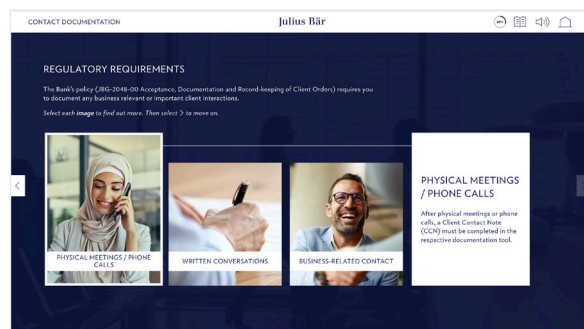 CONTACT DOCUMENTATION
Julius Bär
REGULATORY REQUIREMENTS
The Bank's policy (JBG-2048-00 Acceptance, Documentation and Record-keeping of Client Orders) requires you
to document any business relevant or important client interactions.
Select each image to find out more. Then select > to move on.
PHYSICAL MEETINGS / PHONE
CALLS
WRITTEN CONVERSATIONS
BUSINESS-RELATED CONTACT
PHYSICAL MEETINGS
/ PHONE CALLS
After physical meetings or phone
calls, a Client Contact Note
(CCN) must be completed in the
respective documentation tool.